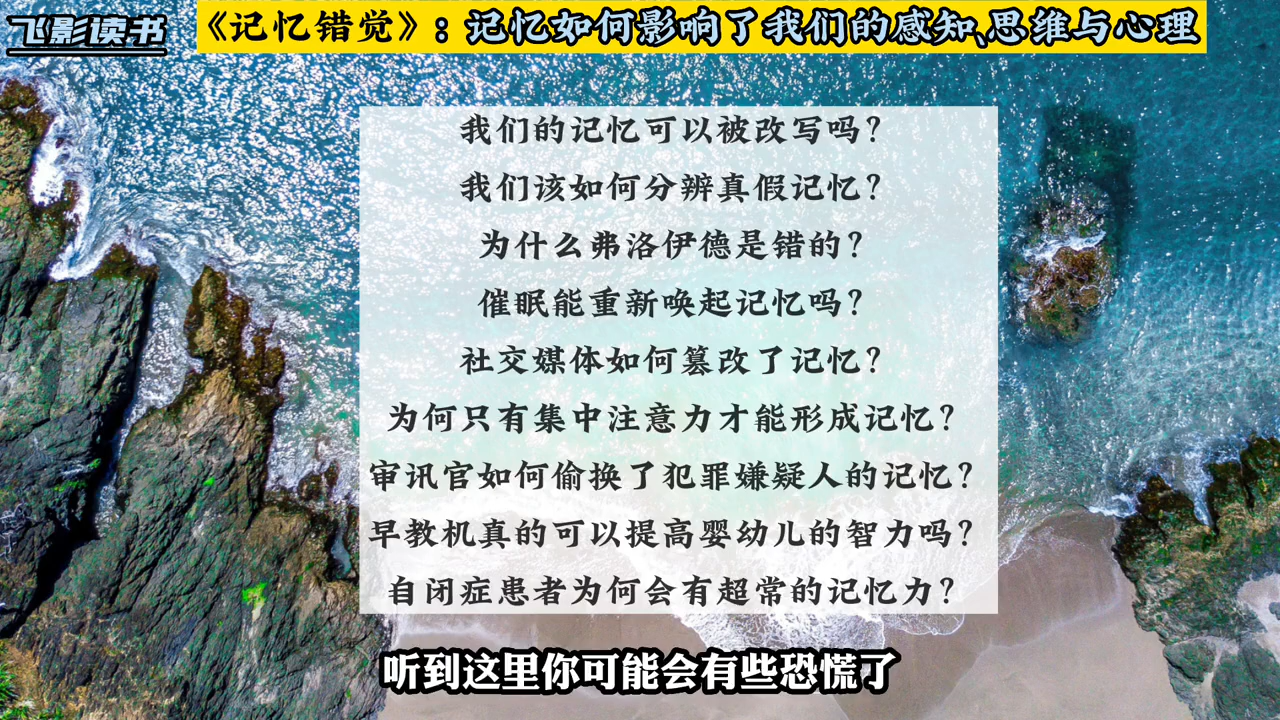 飞影读书
《记忆错觉》：记忆如何影响了我们的感知、思维与心理
我们的记忆可以被改写吗？
我们该如何分辨真假记忆？
为什么弗洛伊德是错的？
催眠能重新唤起记忆吗？
社交媒体如何篡改了记忆？
为何只有集中注意力才能形成记忆？
审讯官如何偷换了犯罪嫌疑人的记忆？
早教机真的可以提高婴幼儿的智力吗？
自闭症患者为何会有超常的记忆力？
听到这里你可能会有些恐慌了